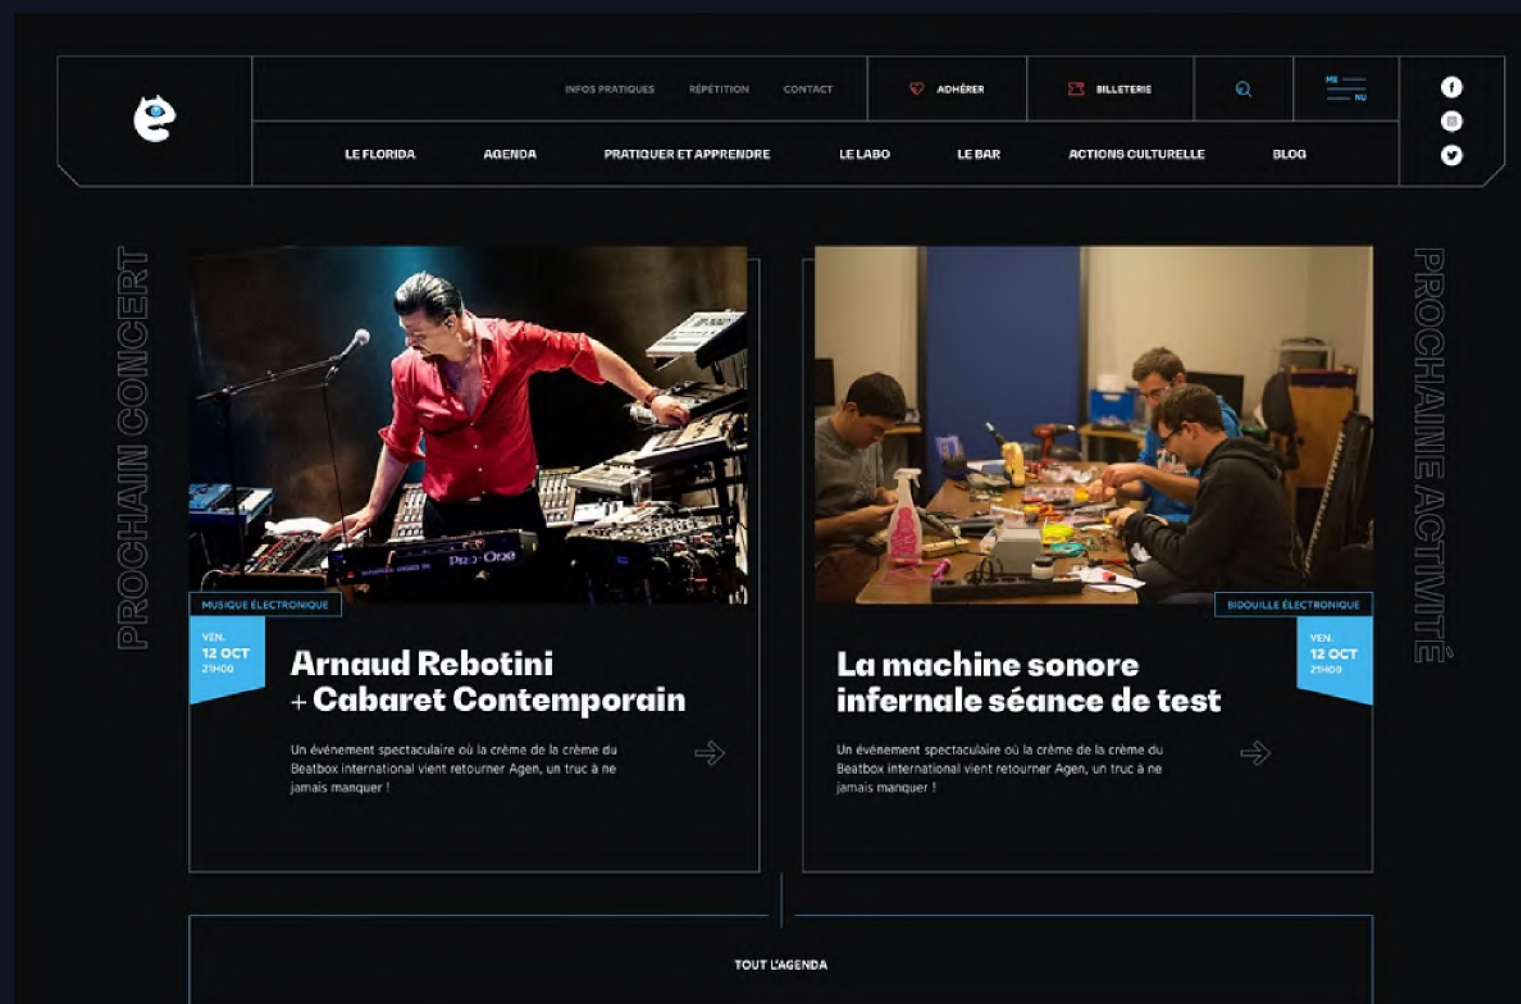 INFOS PRATIQUES
RÉPÉTITION
CONTACT
ADHÉRER
BILLETERIE
ME
NU
LE FLORIDA
AGENDA
PRATIQUER ET APPRENDRE
LE LABO
LE BAR
ACTIONS CULTURELLE
BLOG
PROCHAIN CONCERT
Pro-One
MUSIQUE ÉLECTRONIQUE
VEN.
12 OCT
21H00
Arnaud Rebotini
+ Cabaret Contemporain
Un événement spectaculaire où la crème de la crème du
Beatbox international vient retourner Agen, un truc à ne
jamais manquer !
PROCHAINE ACTIVITÉ
BIDOUILLE ÉLECTRONIQUE
VEN.
12 OCT
21H00
La machine sonore
infernale séance de test
Un événement spectaculaire où la crème de la crème du
Beatbox international vient retourner Agen, un truc à ne
jamais manquer !
TOUT L'AGENDA